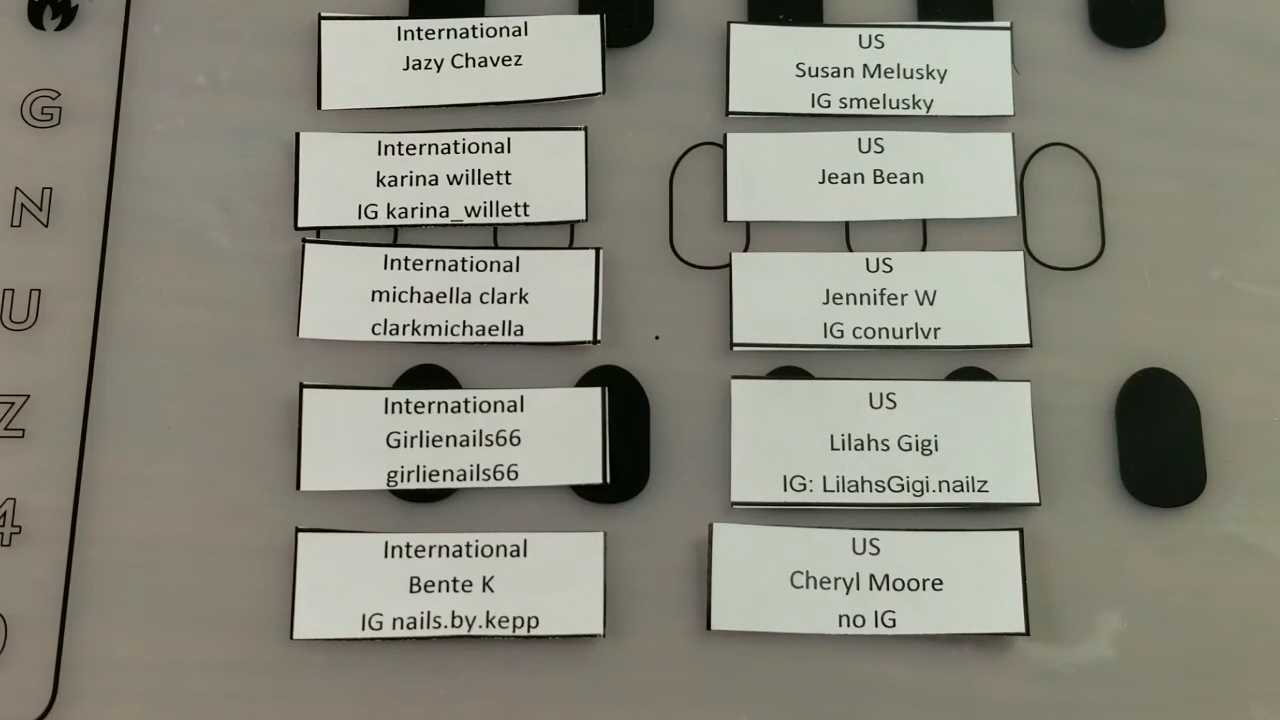 G
N
U
Z
4
International
Jazy Chavez
International
karina willett
IG karina_willett
International
michaella clark
clarkmichaella
International
Girlienails66
girlienails66
International
Bente K
IG nails.by.kepp
US
Susan Melusky
IG smelusky
US
Jean Bean
US
Jennifer W
IG conurlvr
US
Lilahs Gigi
IG: LilahsGigi.nailz
US
Cheryl Moore
no IG